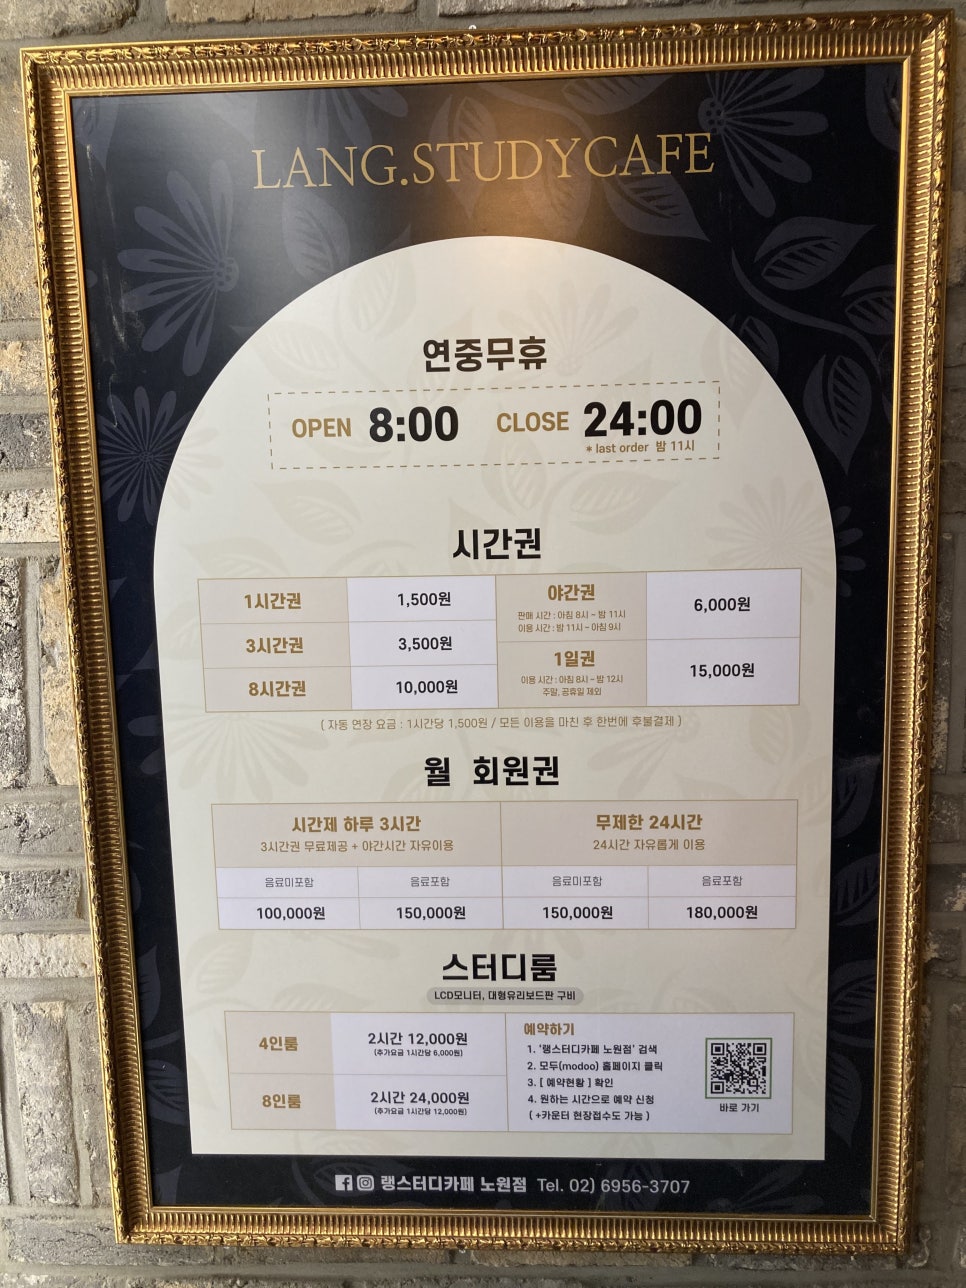 LANG.STUDYCAFE
연중무휴
OPEN 8:00 CLOSE 24:00
* last order 밤 11시
시간권
1시간권 1,500원
3시간권 3,500원
8시간권 10,000원
야간권 6,000원
판매 시간 : 아침 8시 ~ 밤 11시
이용 시간 : 밤 11시 ~ 아침 9시
1일권 15,000원
이용 시간 : 아침 8시 ~ 밤 12시
주말, 공휴일 제외
( 자동 연장 요금 : 1시간당 1,500원 / 모든 이용을 마친 후 한번에 후불결제 )
월 회원권
시간제 하루 3시간
3시간권 무료제공 + 야간시간 자유이용
무제한 24시간
24시간 자유롭게 이용
음료미포함 음료포함 음료미포함 음료포함
100,000원 150,000원 150,000원 180,000원
스터디룸
LCD모니터, 대형유리보드판 구비
4인룸 2시간 12,000원
(추가요금 1시간당 6,000원)
8인룸 2시간 24,000원
(추가요금 1시간당 12,000원)
예약하기
1. '랭스터디카페 노원점' 검색
2. 모두(modoo) 홈페이지 클릭
3. [ 예약현황 ] 확인
4. 원하는 시간으로 예약 신청
( +카운터 현장접수도 가능 )
바로 가기
랭스터디카페 노원점 Tel. 02) 6956-3707